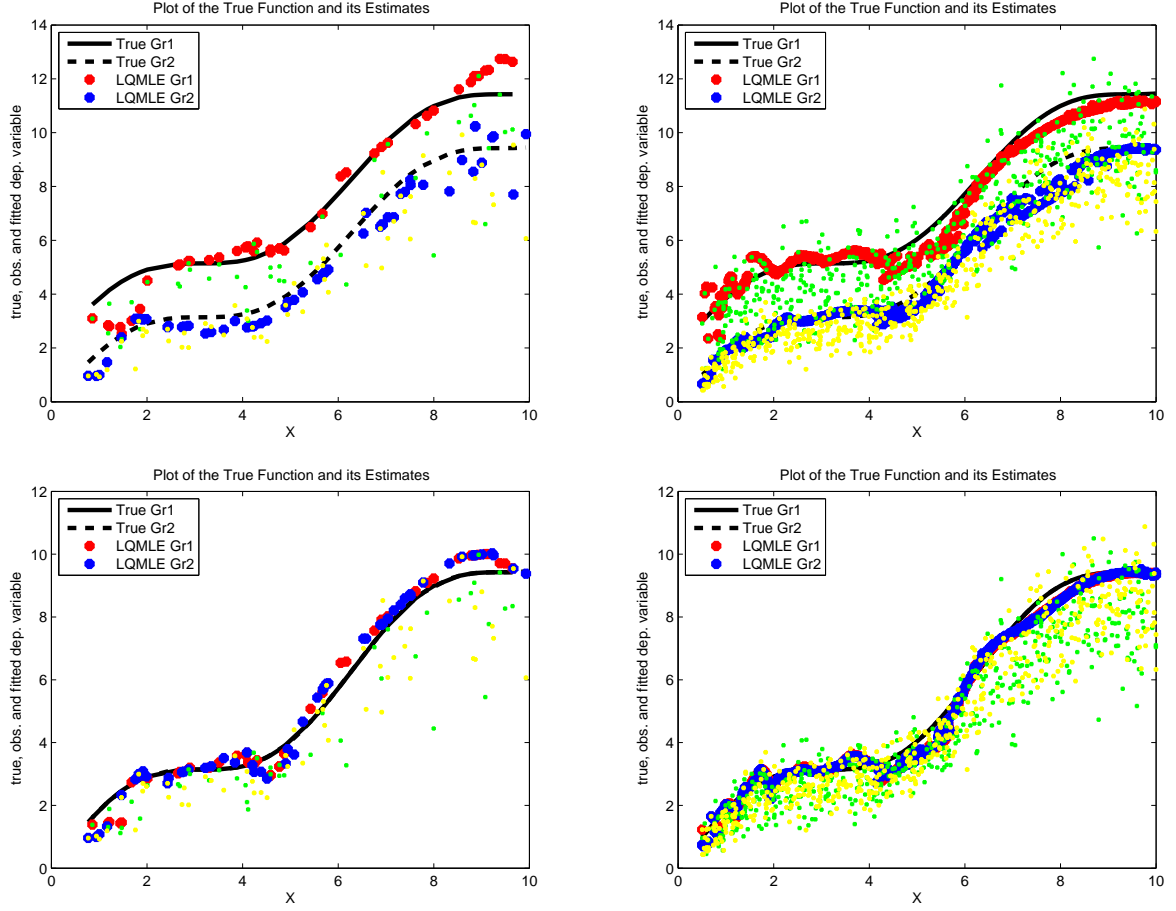 Plot of the True Function and its Estimates
true, obs. and fitted dep. variable
14
12
10
8
6
4
2
0
True Gr1
True Gr2
LQMLE Gr1
LQMLE Gr2
0 2 4 6 8 10
X
Plot of the True Function and its Estimates
true, obs. and fitted dep. variable
14
12
10
8
6
4
2
0
True Gr1
True Gr2
LQMLE Gr1
LQMLE Gr2
0 2 4 6 8 10
X
Plot of the True Function and its Estimates
true, obs. and fitted dep. variable
12
10
8
6
4
2
0
True Gr1
True Gr2
LQMLE Gr1
LQMLE Gr2
0 2 4 6 8 10
X
Plot of the True Function and its Estimates
true, obs. and fitted dep. variable
12
10
8
6
4
2
0
True Gr1
True Gr2
LQMLE Gr1
LQMLE Gr2
0 2 4 6 8 10
X